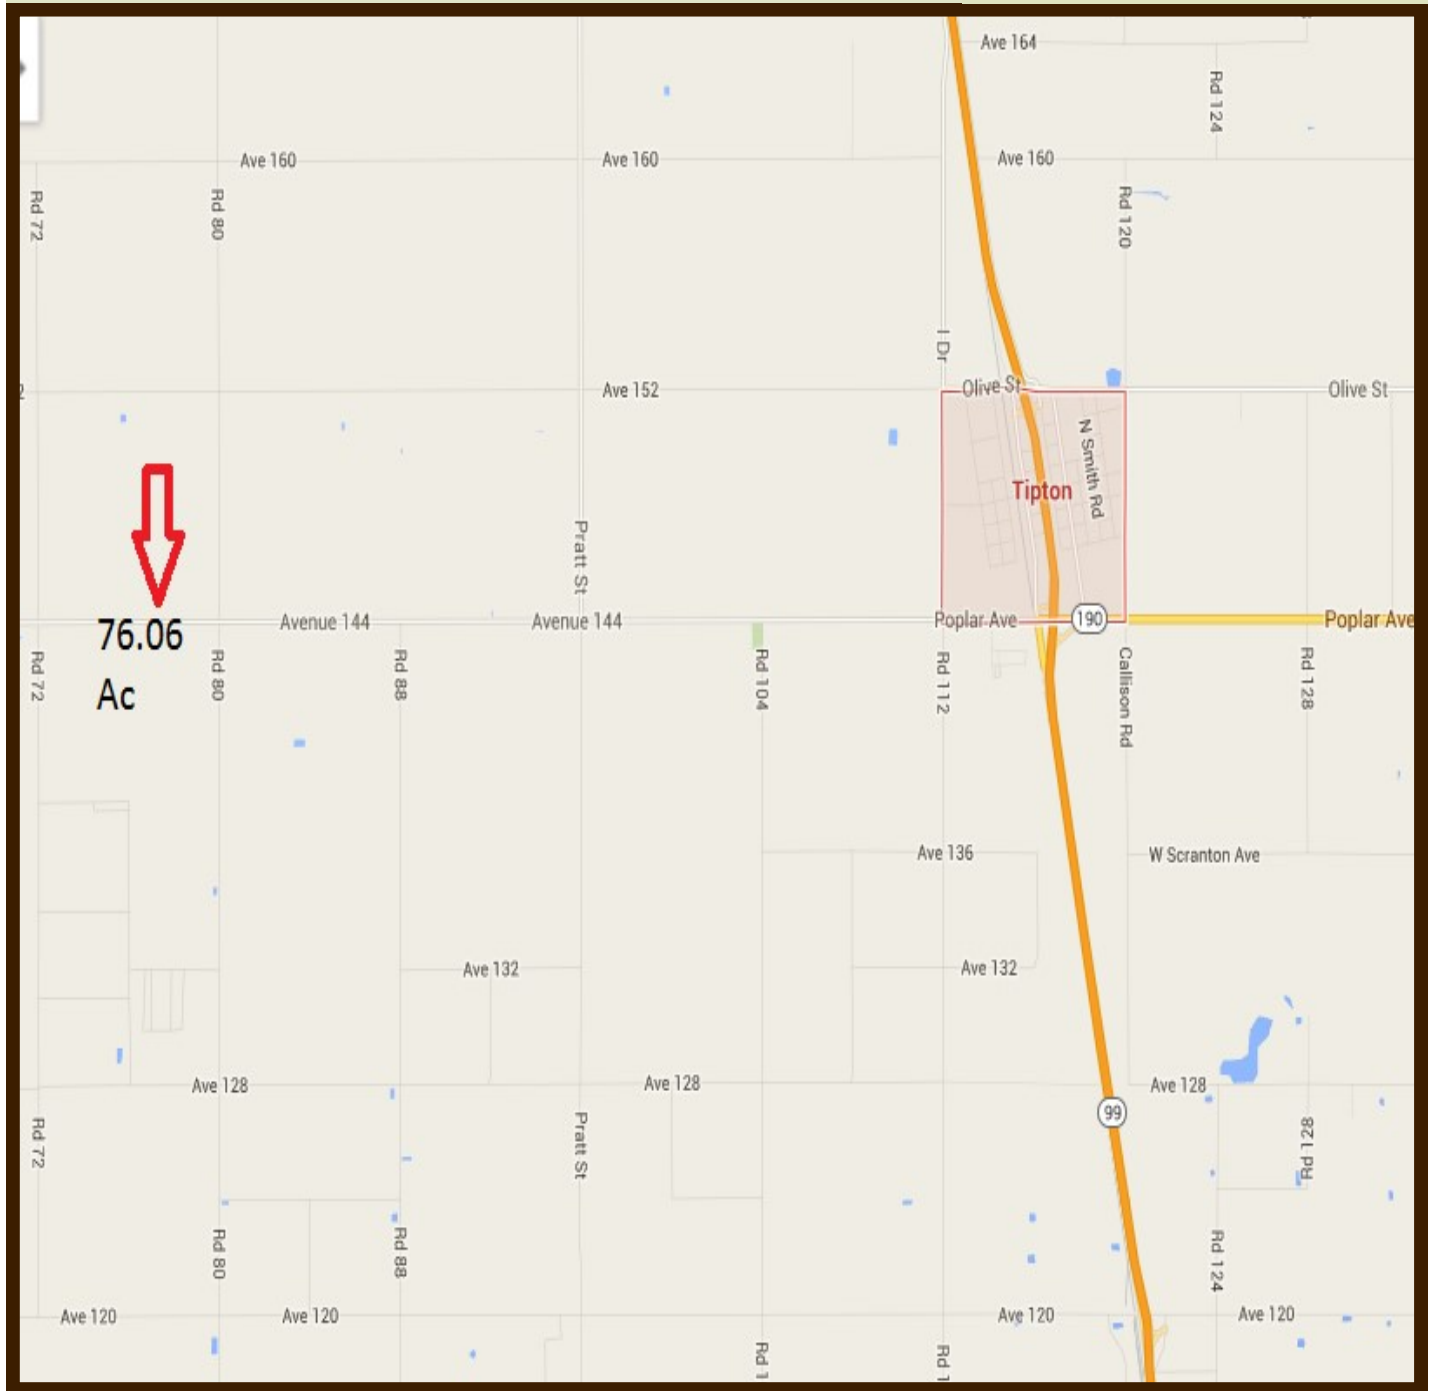 Ave 164
Rd 124
Ave 160
Ave 160
Ave 160
Rd 72
Rd 80
Rd 120
I Dr
Olive St
Ave 152
Olive St
N Smith Rd
Tipton
Pratt St
76.06
Ac
Avenue 144
Avenue 144
Poplar Ave
190
Poplar Ave
Rd 72
Rd 80
Rd 88
Rd 104
Rd 112
Callison Rd
Rd 128
Ave 136
W Scranton Ave
Ave 132
Ave 132
Ave 128
Ave 128
Ave 128
99
Rd 72
Pratt St
Rd 128
Rd 80
Rd 88
Rd 124
Ave 120
Ave 120
Ave 120
Ave 120
Rd 1
Rd 1